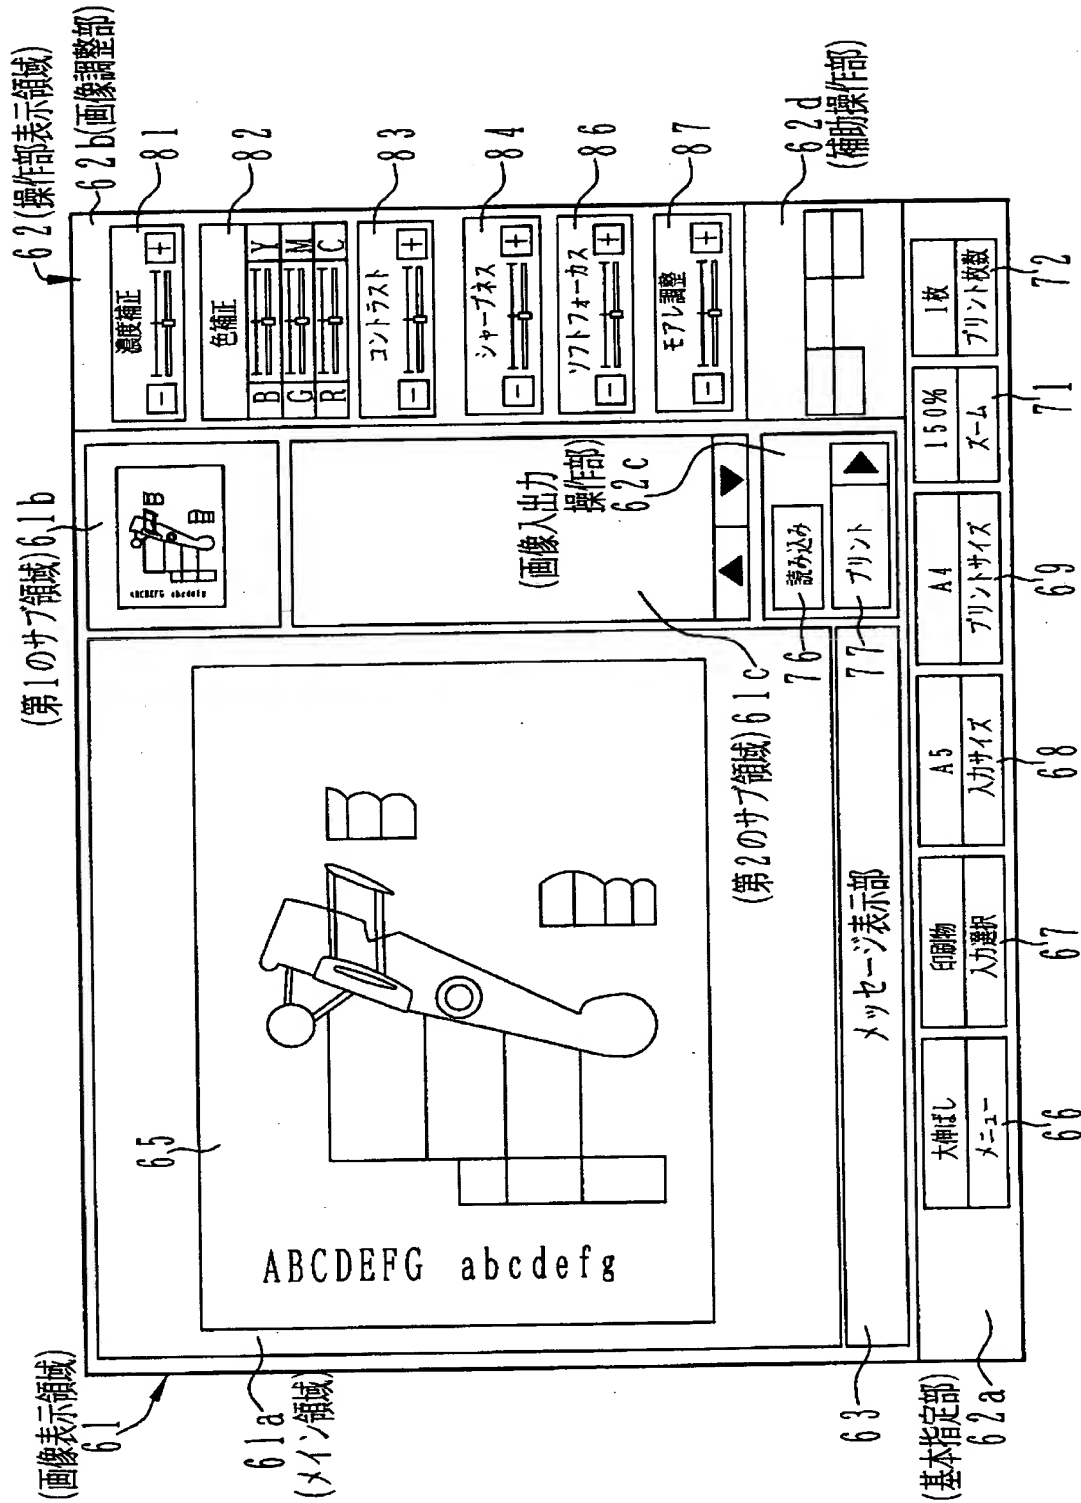 (画像表示領域)
61
(第1のサブ領域)61b
62(操作部表示領域)
62b(画像調整部)
61a
(メイン領域)
65
ABCDEFG abcdefg
ABCDEFG abcdefg
濃度補正
－ ＋
81
色補正
B Y
G M
R C
82
コントラスト
－ ＋
83
シャープネス
－ ＋
84
ソフトフォーカス
－ ＋
86
モアレ調整
－ ＋
87
62d
(補助操作部)
(画像入出力
操作部)
62c
▲ ▼
(第2のサブ領域)61c
読み込み
76
プリント ▼
77
63
メッセージ表示部
(基本指定部)
62a
大伸ばし
メニュー
66
印刷物
入力選択
67
A5
入力サイズ
68
A4
プリントサイズ
69
150%
ズーム
71
1枚
プリント枚数
72